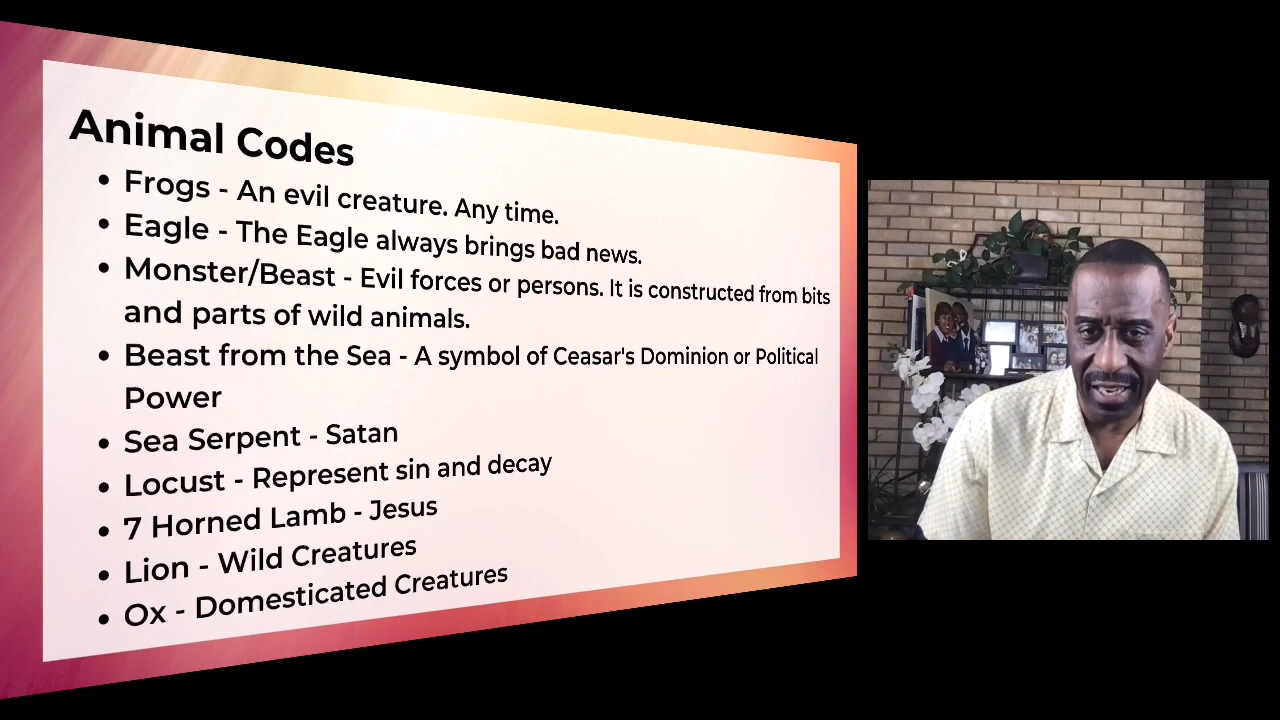 Animal Codes
• Frogs - An evil creature. Any time.
• Eagle - The Eagle always brings bad news.
• Monster/Beast - Evil forces or persons. It is constructed from bits
and parts of wild animals.
• Beast from the Sea - A symbol of Ceasar's Dominion or Political
Power
• Sea Serpent - Satan
• Locust - Represent sin and decay
• 7 Horned Lamb - Jesus
• Lion - Wild Creatures
• Ox - Domesticated Creatures